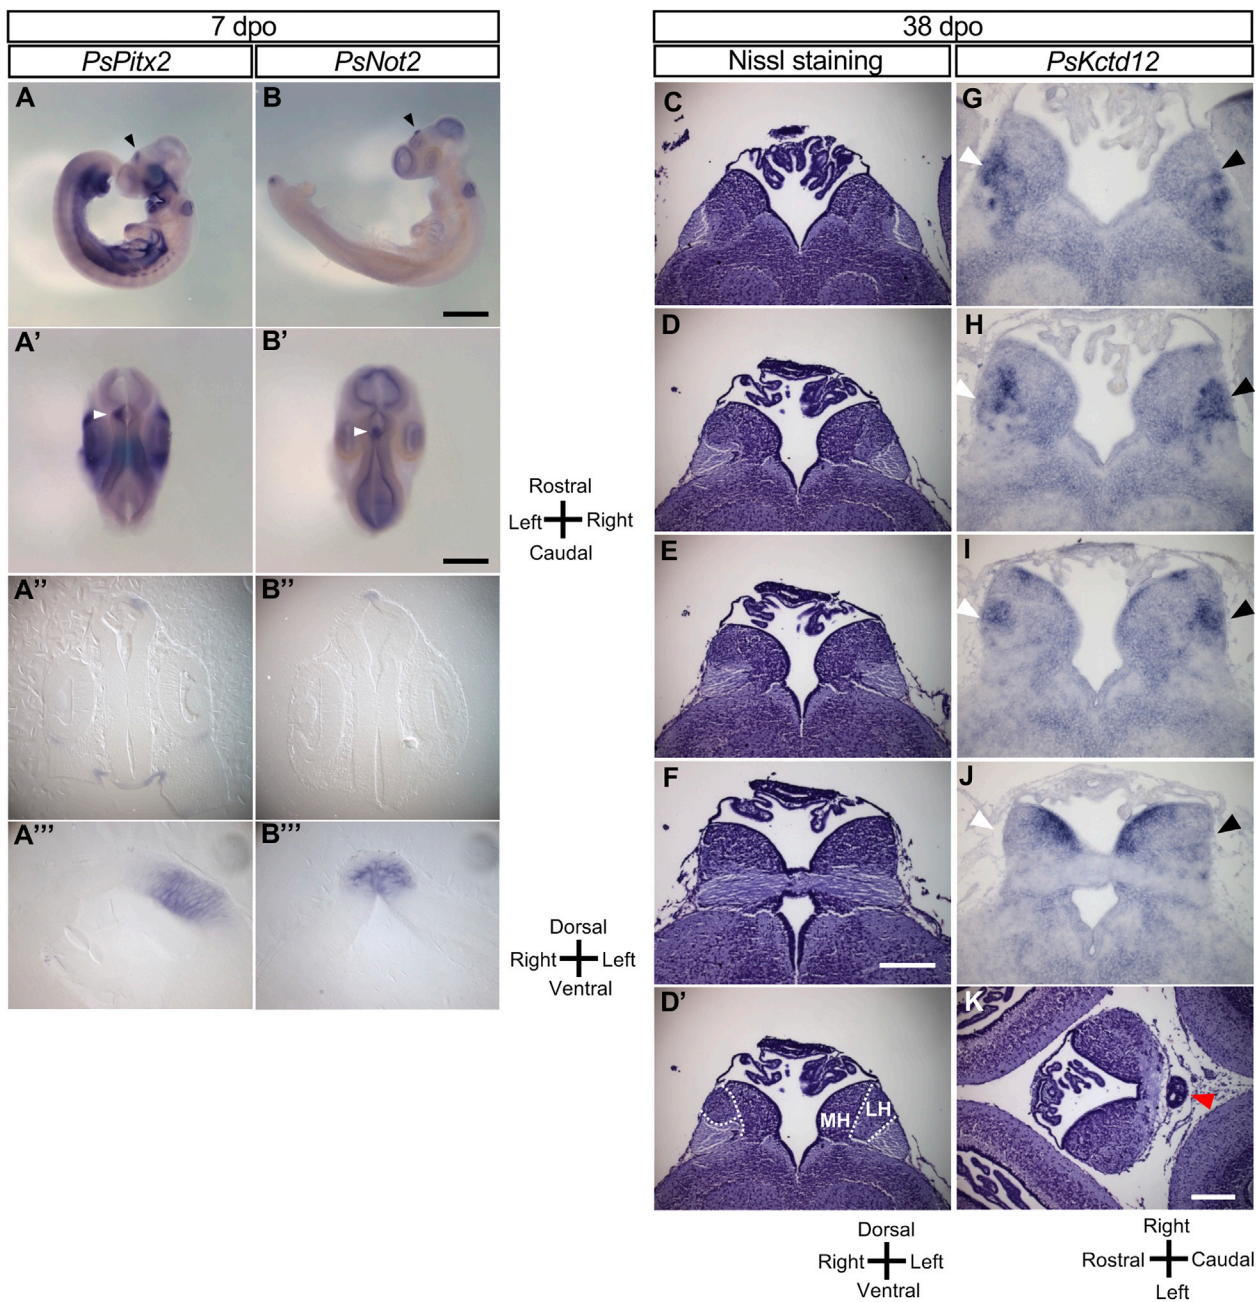 7 dpo
PsPitx2
PsNot2
A
B
A’
B’
A’’
B’’
A’’’
B’’’
Rostral
Left
Right
Caudal
Dorsal
Right
Left
Ventral
38 dpo
Nissl staining
PsKctd12
C
G
D
H
E
I
F
J
D’
K
MH
LH
Dorsal
Right
Left
Ventral
Right
Rostral
Caudal
Left